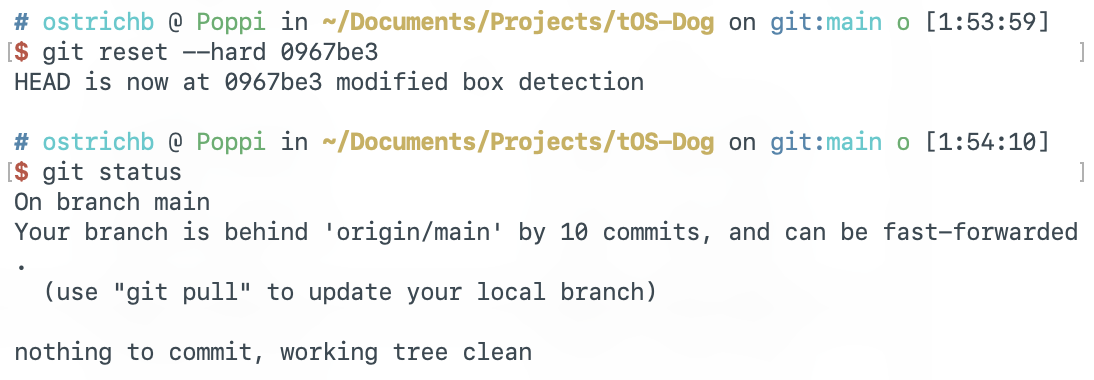 # ostrichb @ Poppi in ~/Documents/Projects/tOS-Dog on git:main o [1:53:59]
[$ git reset --hard 0967be3 ]
HEAD is now at 0967be3 modified box detection
# ostrichb @ Poppi in ~/Documents/Projects/tOS-Dog on git:main o [1:54:10]
[$ git status ]
On branch main
Your branch is behind 'origin/main' by 10 commits, and can be fast-forwarded
.
(use "git pull" to update your local branch)
nothing to commit, working tree clean